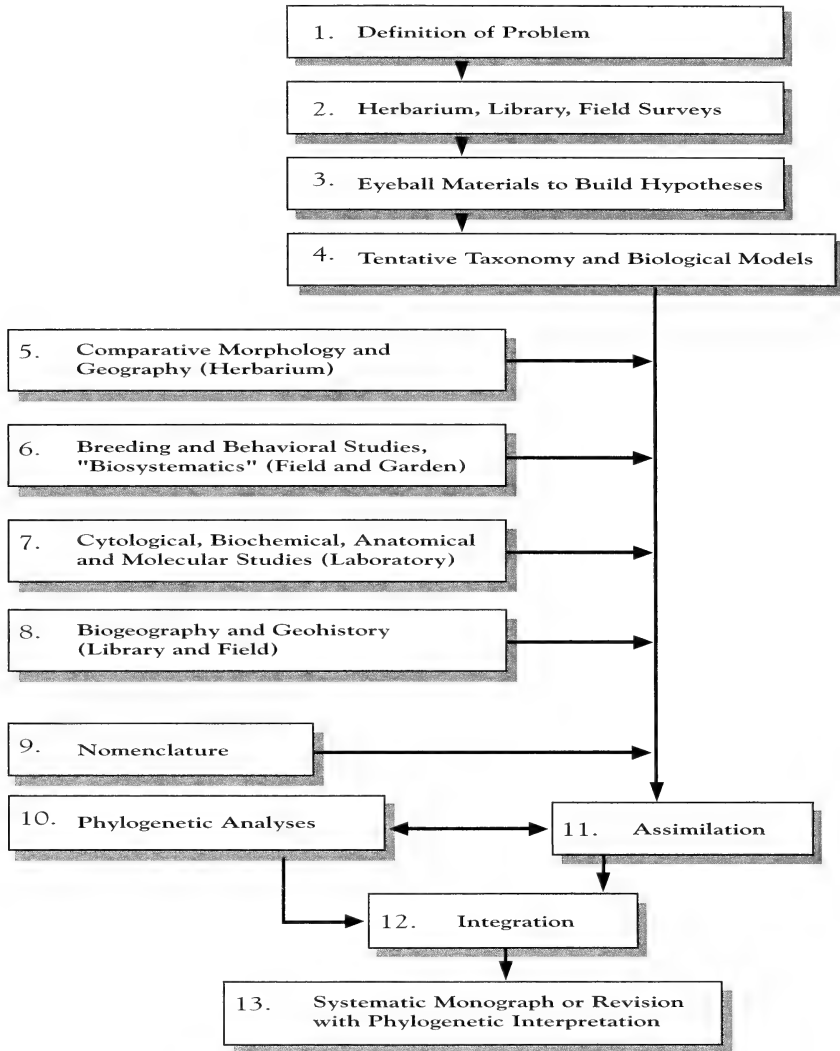 1. Definition of Problem
2. Herbarium, Library, Field Surveys
3. Eyeball Materials to Build Hypotheses
4. Tentative Taxonomy and Biological Models
5. Comparative Morphology and
Geography (Herbarium)
6. Breeding and Behavioral Studies,
"Biosystematics" (Field and Garden)
7. Cytological, Biochemical, Anatomical
and Molecular Studies (Laboratory)
8. Biogeography and Geohistory
(Library and Field)
9. Nomenclature
10. Phylogenetic Analyses
11. Assimilation
12. Integration
13. Systematic Monograph or Revision
with Phylogenetic Interpretation